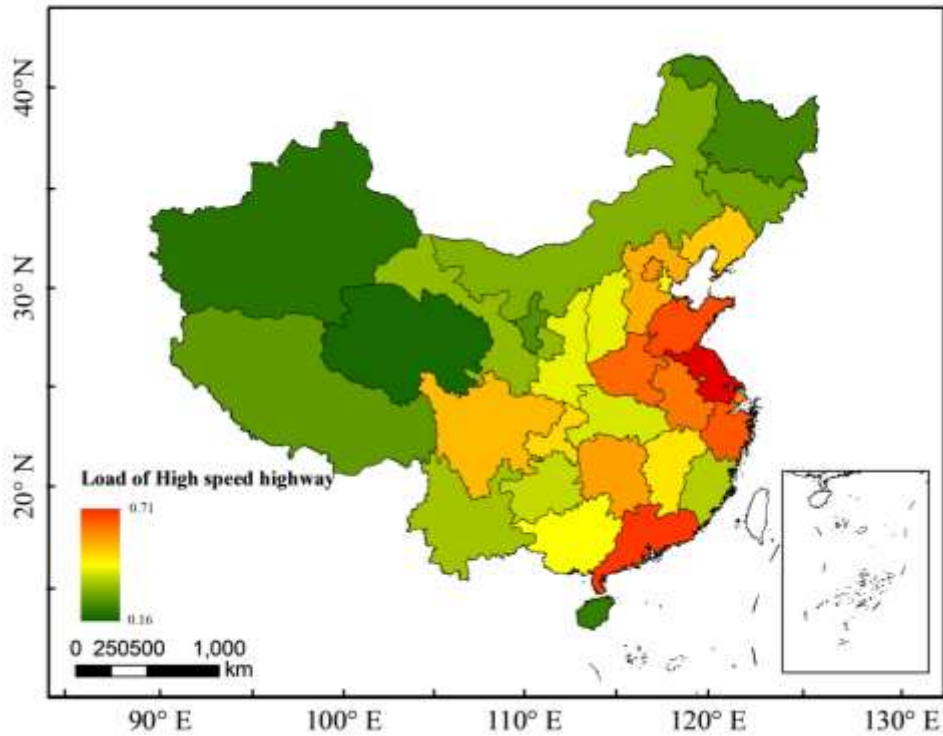 40°N
30° N
20° N
Load of High speed highway
0.71
0.16
0 250500 1,000
km
90° E 100° E 110° E 120° E 130° E